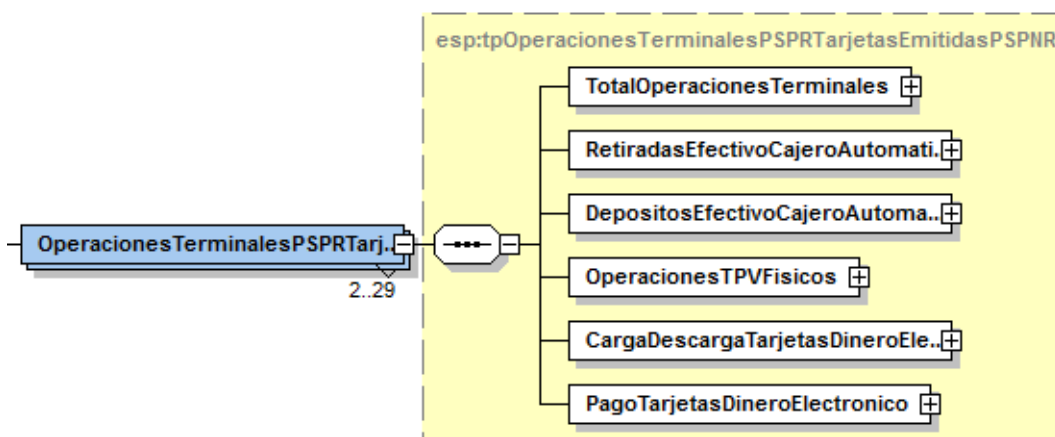 esp:tpOperacionesTerminalesPSPRTarjetasEmitidasPSPNR
TotalOperacionesTerminales
RetiradasEfectivoCajeroAutomati..
DepositosEfectivoCajeroAutoma..
OperacionesTerminalesPSPRTarj..
2..29
OperacionesTPVFisicos
CargaDescargaTarjetasDineroEle..
PagoTarjetasDineroElectronico